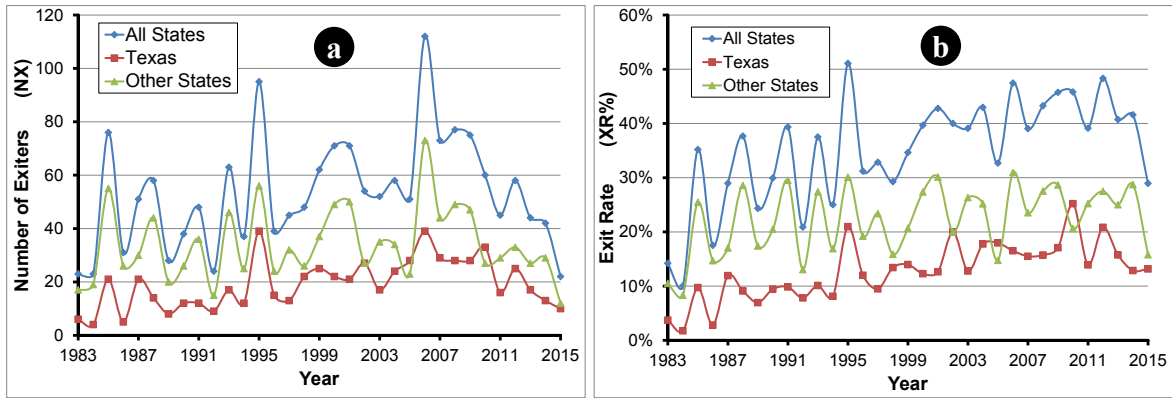 120
100
80
60
40
20
0
Number of Exiters (NX)
All States
Texas
Other States
a
1983 1987 1991 1995 1999 2003 2007 2011 2015
Year
60%
50%
40%
30%
20%
10%
0%
Exit Rate (XR%)
All States
Texas
Other States
b
1983 1987 1991 1995 1999 2003 2007 2011 2015
Year